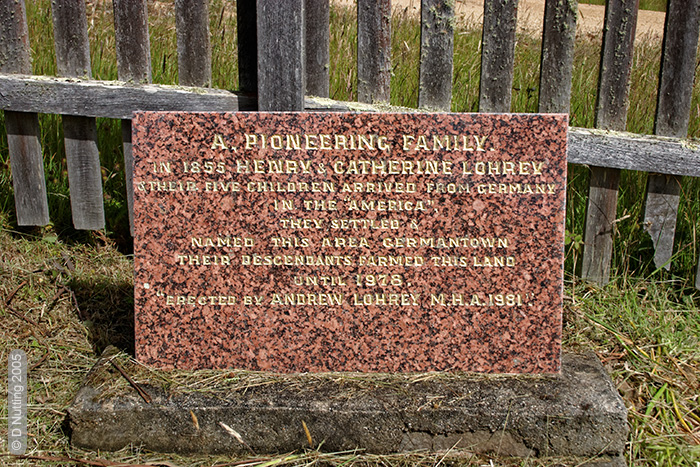 A, PIONEERING FAMILY.
IN 1855 HENRY & CATHERINE LOHREY
& THEIR FIVE CHILDREN ARRIVED FROM GERMANY
IN THE "AMERICA".
THEY SETTLED &
NAMED THIS AREA GERMANTOWN
THEIR DESCENDANTS, FARMED THIS LAND
UNTIL 1978.
"ERECTED BY ANDREW LOHREY M.H.A. 1981".
© D Nutting 2005